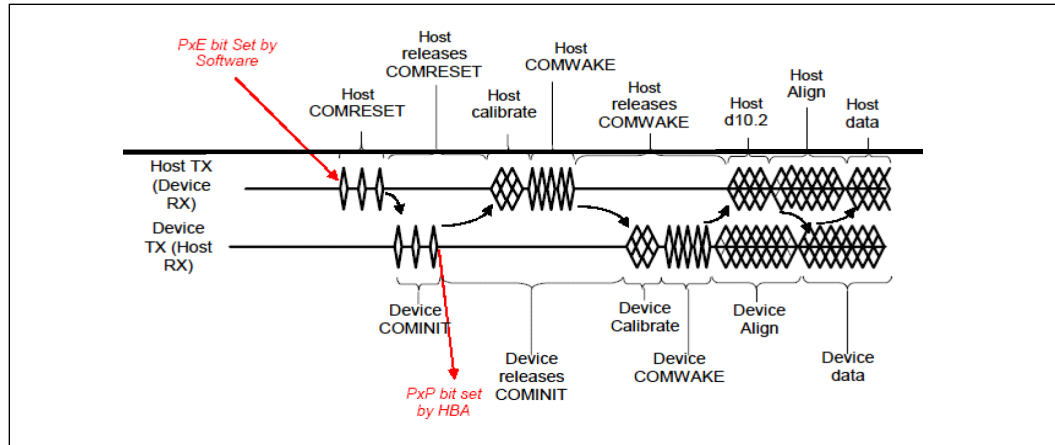 PxE bit Set by
Software
Host
COMRESET
Host
releases
COMRESET
Host
calibrate
Host
COMWAKE
Host
releases
COMWAKE
Host
d10.2
Host
Align
Host
data
Host TX
(Device
RX)
Device
TX (Host
RX)
Device
COMINIT
Device
releases
COMINIT
Device
Calibrate
Device
COMWAKE
Device
Align
Device
data
PxP bit set
by HBA